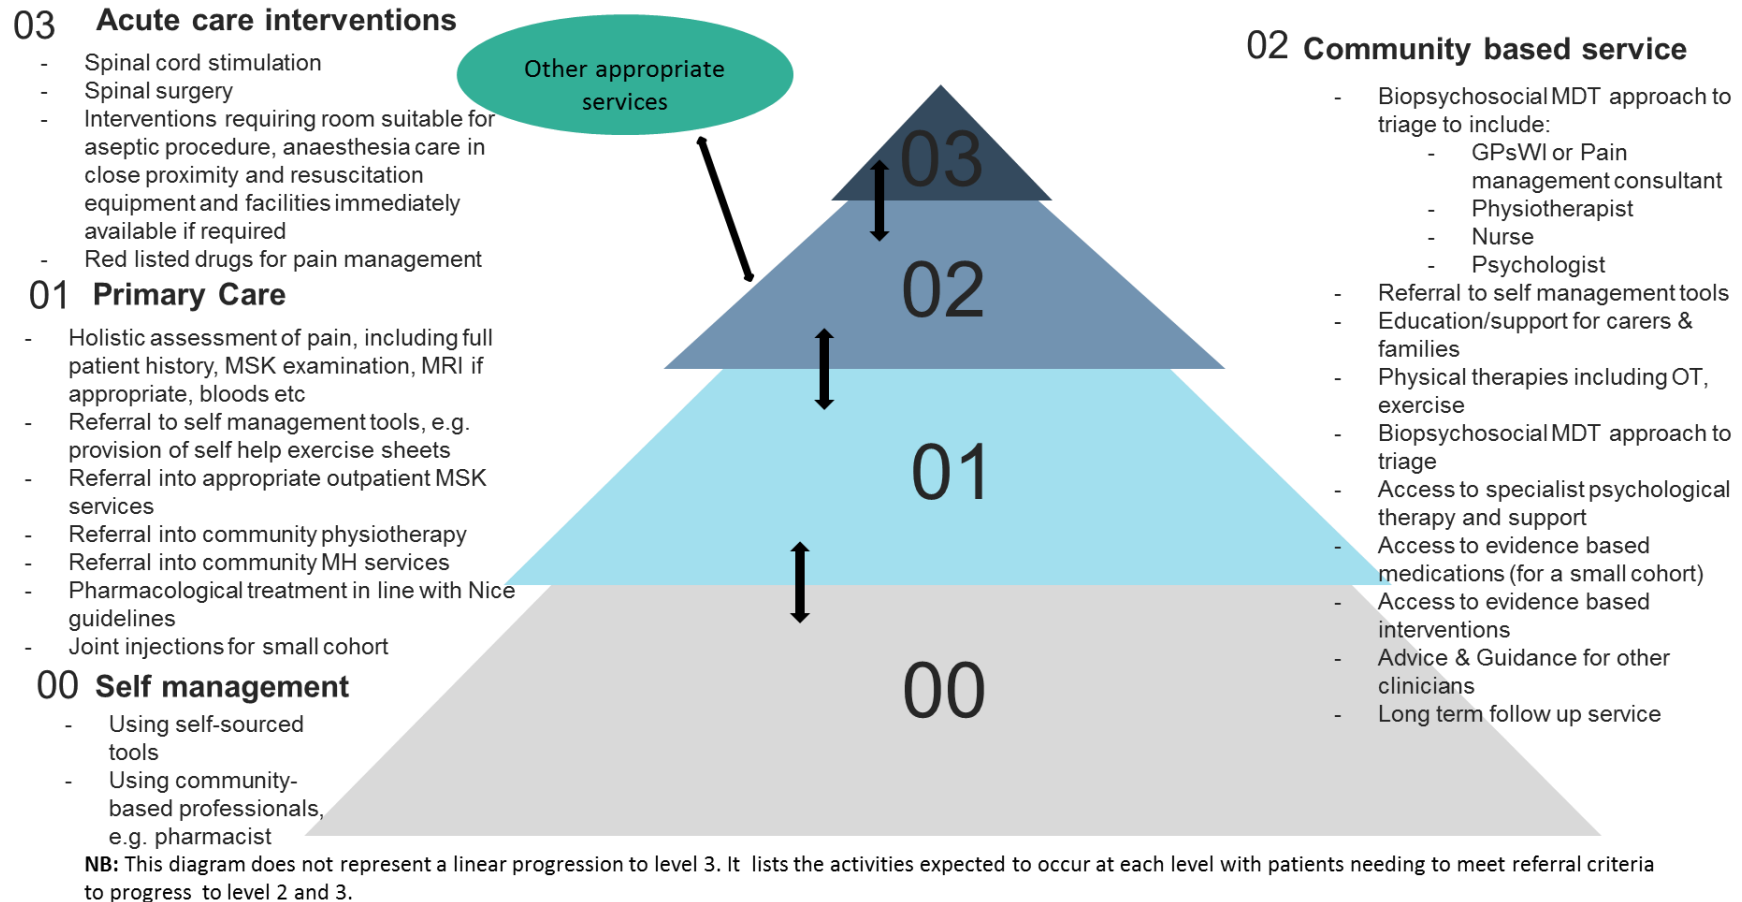 03 Acute care interventions
- Spinal cord stimulation
- Spinal surgery
- Interventions requiring room suitable for
aseptic procedure, anaesthesia care in
close proximity and resuscitation
equipment and facilities immediately
available if required
- Red listed drugs for pain management
01 Primary Care
- Holistic assessment of pain, including full
patient history, MSK examination, MRI if
appropriate, bloods etc
- Referral to self management tools, e.g.
provision of self help exercise sheets
- Referral into appropriate outpatient MSK
services
- Referral into community physiotherapy
- Referral into community MH services
- Pharmacological treatment in line with Nice
guidelines
- Joint injections for small cohort
00 Self management
- Using self-sourced
tools
- Using community-
based professionals,
e.g. pharmacist
Other appropriate
services
03
02
01
00
02 Community based service
- Biopsychosocial MDT approach to
triage to include:
- GPsWI or Pain
management consultant
- Physiotherapist
- Nurse
- Psychologist
- Referral to self management tools
- Education/support for carers &
families
- Physical therapies including OT,
exercise
- Biopsychosocial MDT approach to
triage
- Access to specialist psychological
therapy and support
- Access to evidence based
medications (for a small cohort)
- Access to evidence based
interventions
- Advice & Guidance for other
clinicians
- Long term follow up service
NB: This diagram does not represent a linear progression to level 3. It lists the activities expected to occur at each level with patients needing to meet referral criteria
to progress to level 2 and 3.